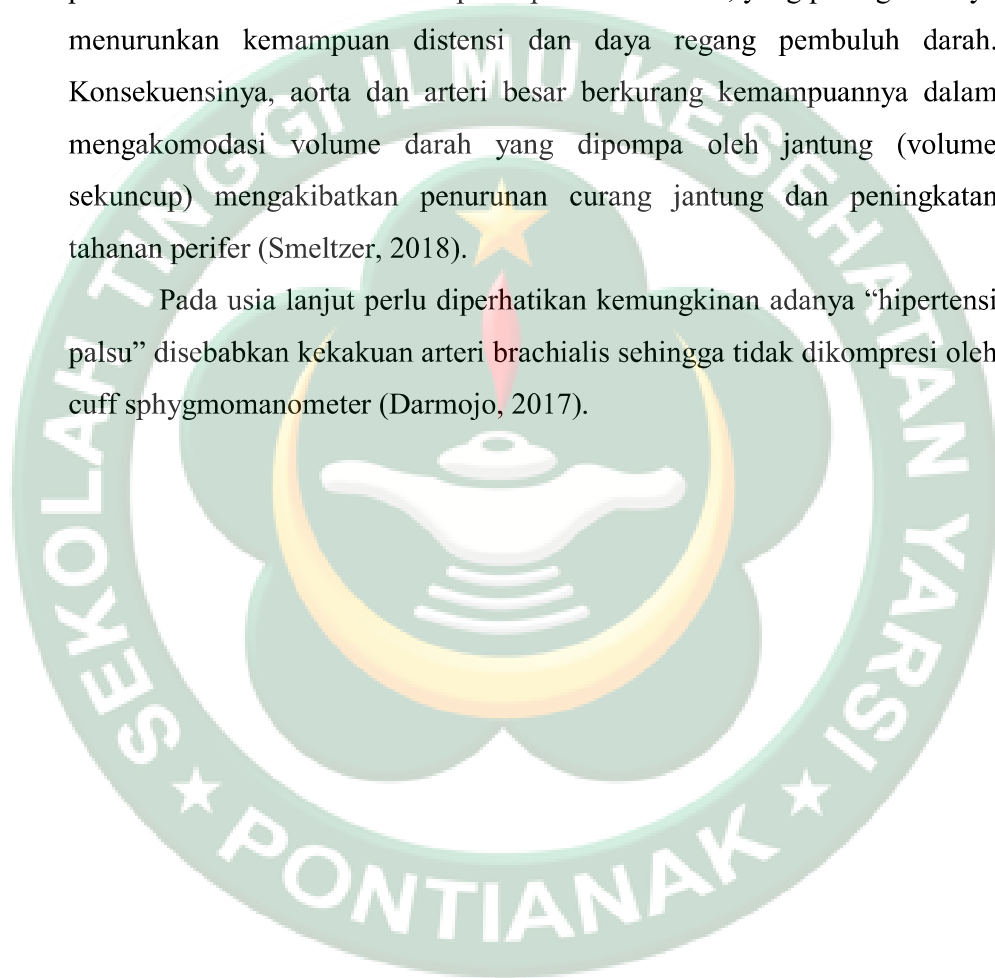 menurunkan kemampuan distensi dan daya regang pembuluh darah.
Konsekuensinya, aorta dan arteri besar berkurang kemampuannya dalam
mengakomodasi volume darah yang dipompa oleh jantung (volume
sekuncup) mengakibatkan penurunan curang jantung dan peningkatan
tahanan perifer (Smeltzer, 2018).
Pada usia lanjut perlu diperhatikan kemungkinan adanya “hipertensi
palsu” disebabkan kekakuan arteri brachialis sehingga tidak dikompresi oleh
cuff sphygmomanometer (Darmojo, 2017).
SEKOLAH TINGGI ILMU KESEHATAN YARSI
PONTIANAK